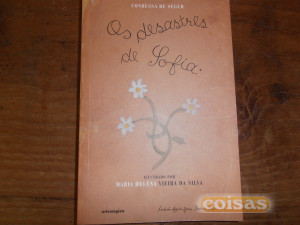 CONDESSA DE SÉGUR
Os desastres
de Sofia.
ILUSTRADO POR
MARIA HELENA VIEIRA DA SILVA
coisas